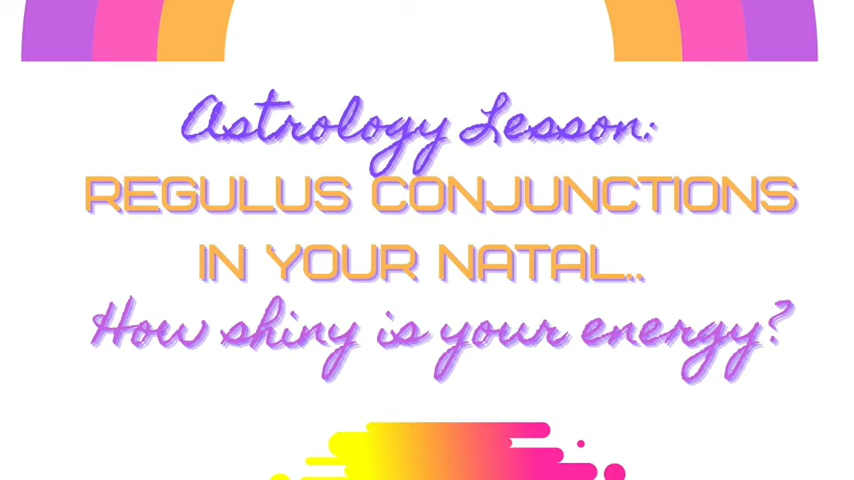 Astrology Lesson:
REGULUS CONJUNCTIONS
IN YOUR NATAL..
How shiny is your energy?